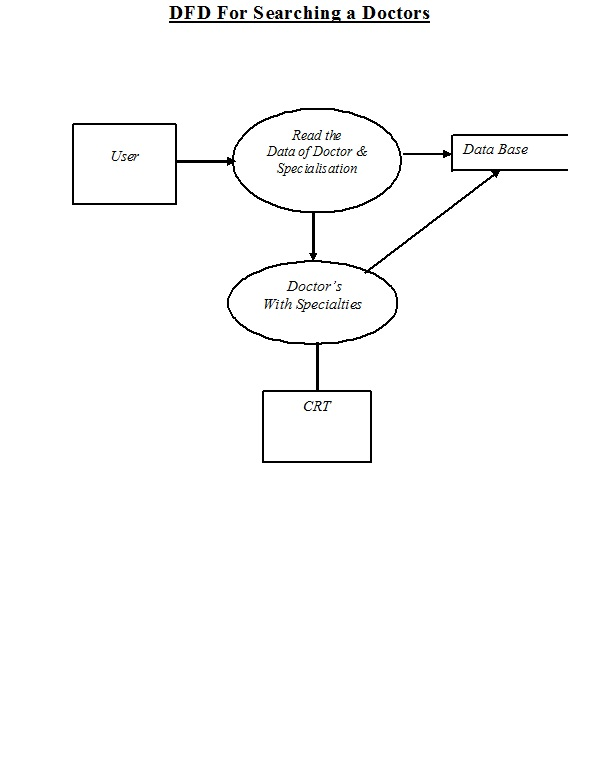 DFD For Searching a Doctors
User
Read the
Data of Doctor &
Specialisation
Data Base
Doctor's
With Specialties
CRT